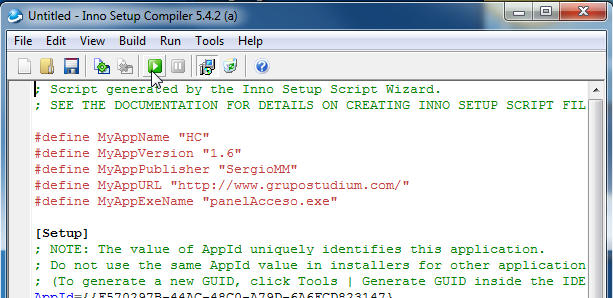 Untitled - Inno Setup Compiler 5.4.2 (a)
File Edit View Build Run Tools Help
; Script generated by the Inno Setup Script Wizard.
; SEE THE DOCUMENTATION FOR DETAILS ON CREATING INNO SETUP SCRIPT FIL
#define MyAppName "HC"
#define MyAppVersion "1.6"
#define MyAppPublisher "SergioMM"
#define MyAppURL "http://www.grupostudium.com/"
#define MyAppExeName "panelAcceso.exe"
[Setup]
; NOTE: The value of AppId uniquely identifies this application.
; Do not use the same AppId value in installers for other application
; (To generate a new GUID, click Tools | Generate GUID inside the IDE
AppId={{F570297B-44AC-48C0-A79D-6A6FCD823147}